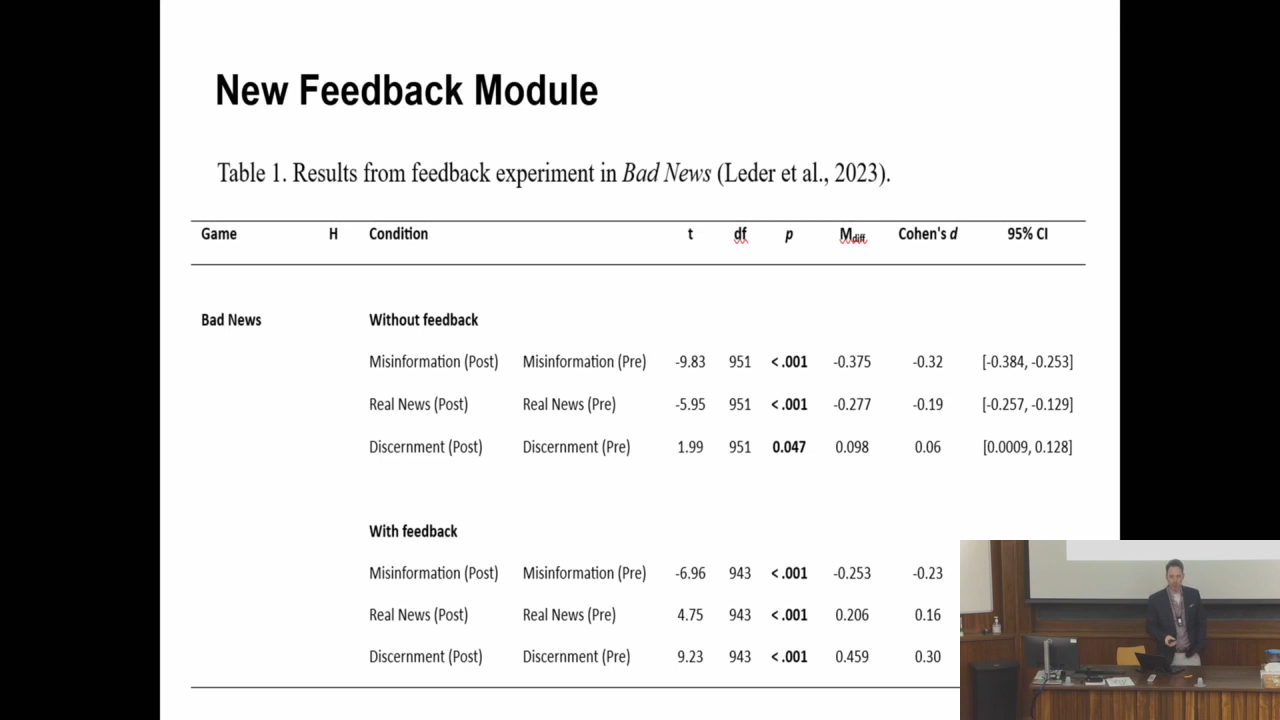 New Feedback Module
Table 1. Results from feedback experiment in Bad News (Leder et al., 2023).
Game H Condition t df p Mdiff Cohen's d 95% CI
Bad News Without feedback
Misinformation (Post) Misinformation (Pre) -9.83 951 < .001 -0.375 -0.32 [-0.384, -0.253]
Real News (Post) Real News (Pre) -5.95 951 < .001 -0.277 -0.19 [-0.257, -0.129]
Discernment (Post) Discernment (Pre) 1.99 951 0.047 0.098 0.06 [0.0009, 0.128]
With feedback
Misinformation (Post) Misinformation (Pre) -6.96 943 < .001 -0.253 -0.23
Real News (Post) Real News (Pre) 4.75 943 < .001 0.206 0.16
Discernment (Post) Discernment (Pre) 9.23 943 < .001 0.459 0.30